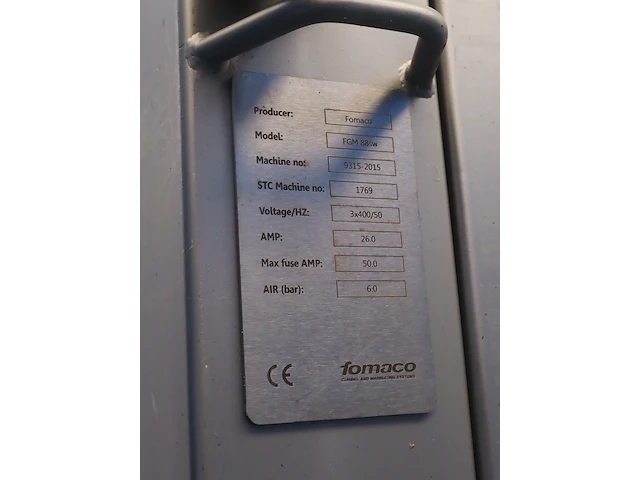 Producer: Fomaco
Model: FGM 88
Machine no: 9315-2015
STC Machine no: 1769
Voltage/HZ: 3x400/50
AMP: 26.0
Max fuse AMP: 50.0
AIR (bar): 6.0
CE fomaco